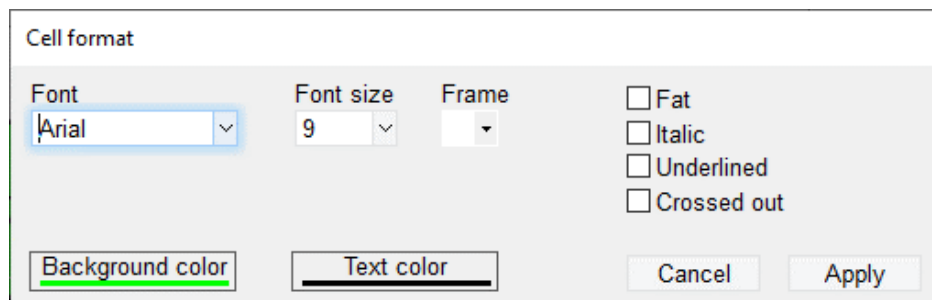 Cell format
Font Font size Frame
Arial 9
Fat
Italic
Underlined
Crossed out
Background color Text color Cancel Apply